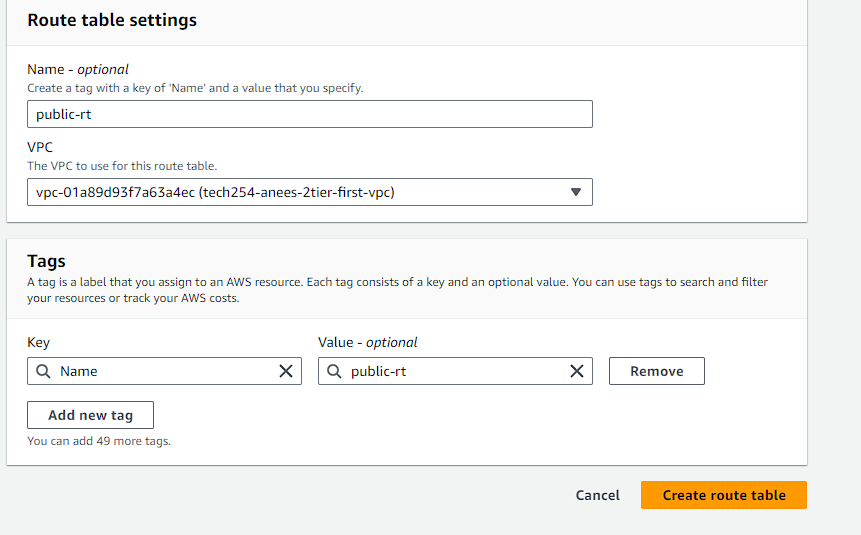 Route table settings
Name - optional
Create a tag with a key of 'Name' and a value that you specify.
public-rt
VPC
The VPC to use for this route table.
vpc-01a89d93f7a63a4ec (tech254-anees-2tier-first-vpc)
Tags
A tag is a label that you assign to an AWS resource. Each tag consists of a key and an optional value. You can use tags to search and filter
your resources or track your AWS costs.
Key Value - optional
Name public-rt Remove
Add new tag
You can add 49 more tags.
Cancel Create route table